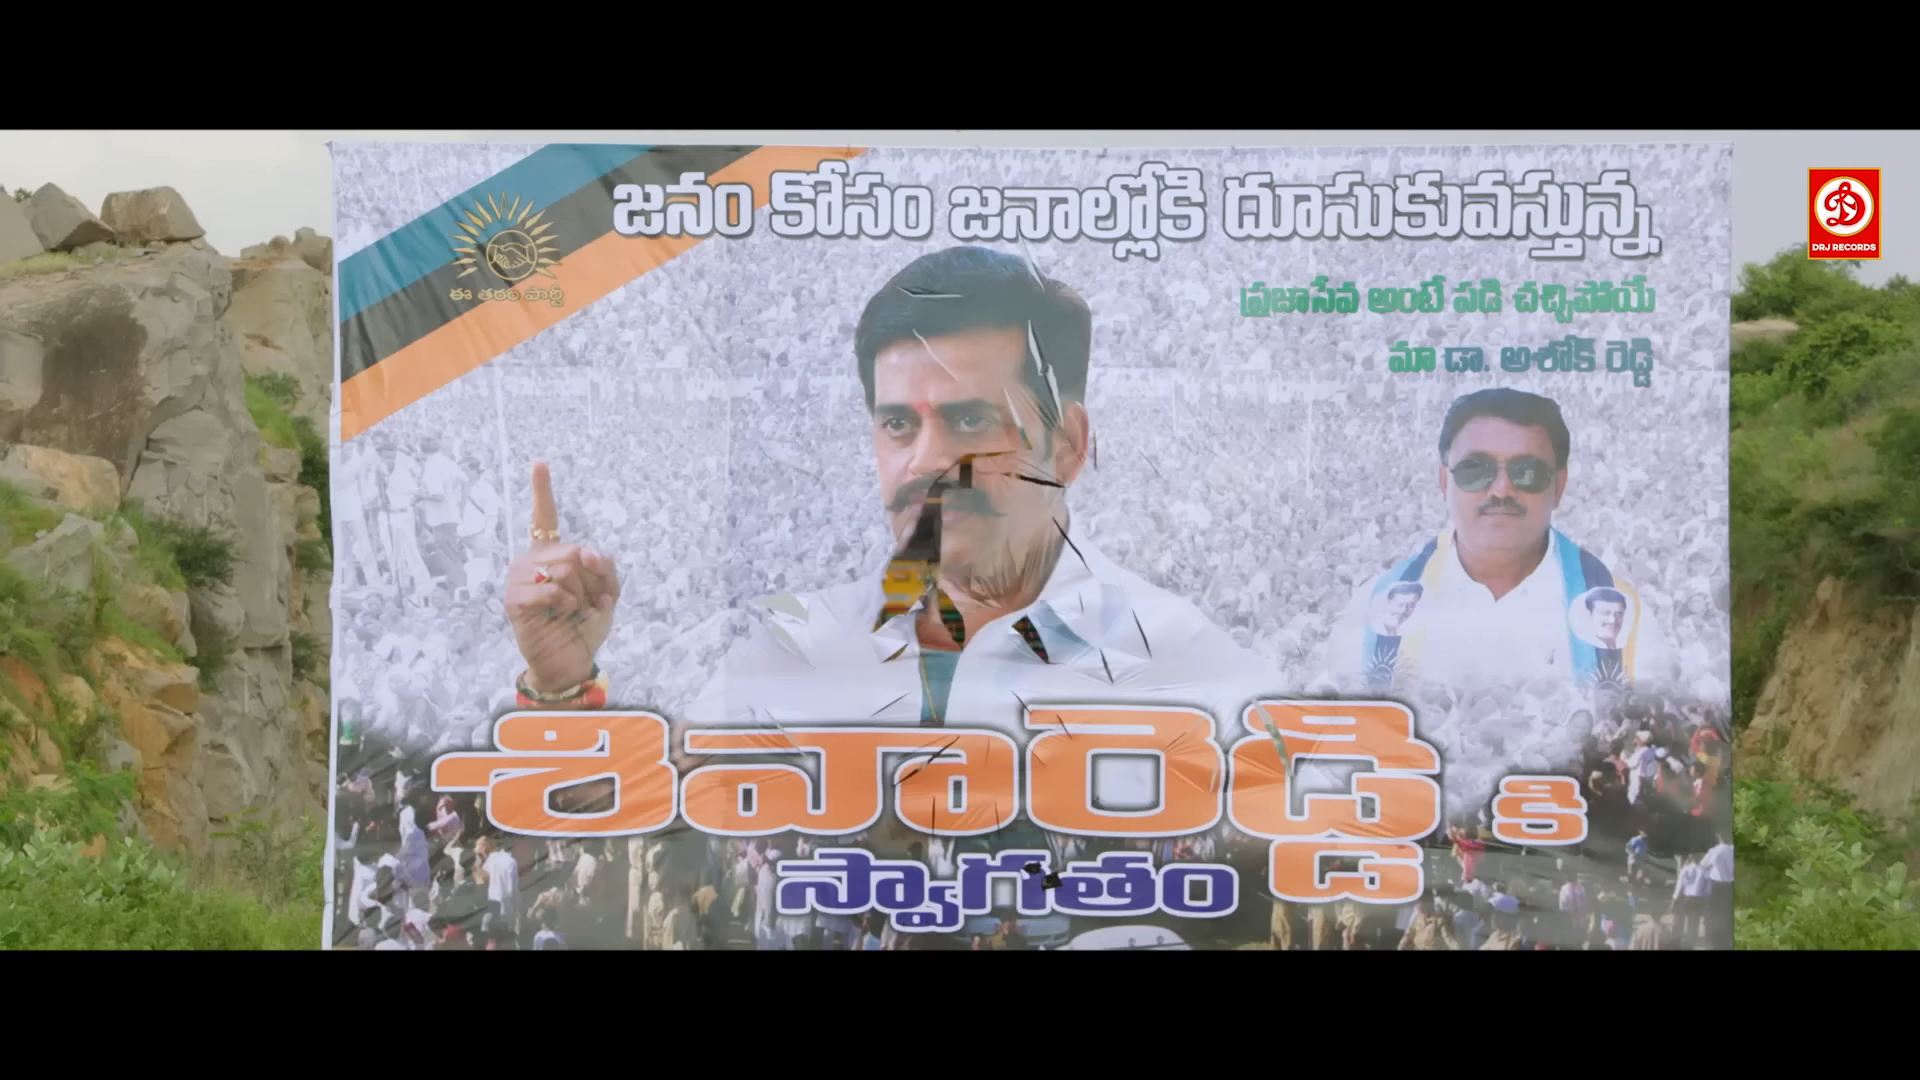 జనం కోసం జనాల్లోకి దూసుకువస్తున్న
ప్రజాసేవ అంటే పడి చచ్చిపోయే
మా డా. అశోక్ రెడ్డి
ఈ తరం పార్టీ
శివారెడ్డి కి
స్వాగతం
DRJ RECORDS